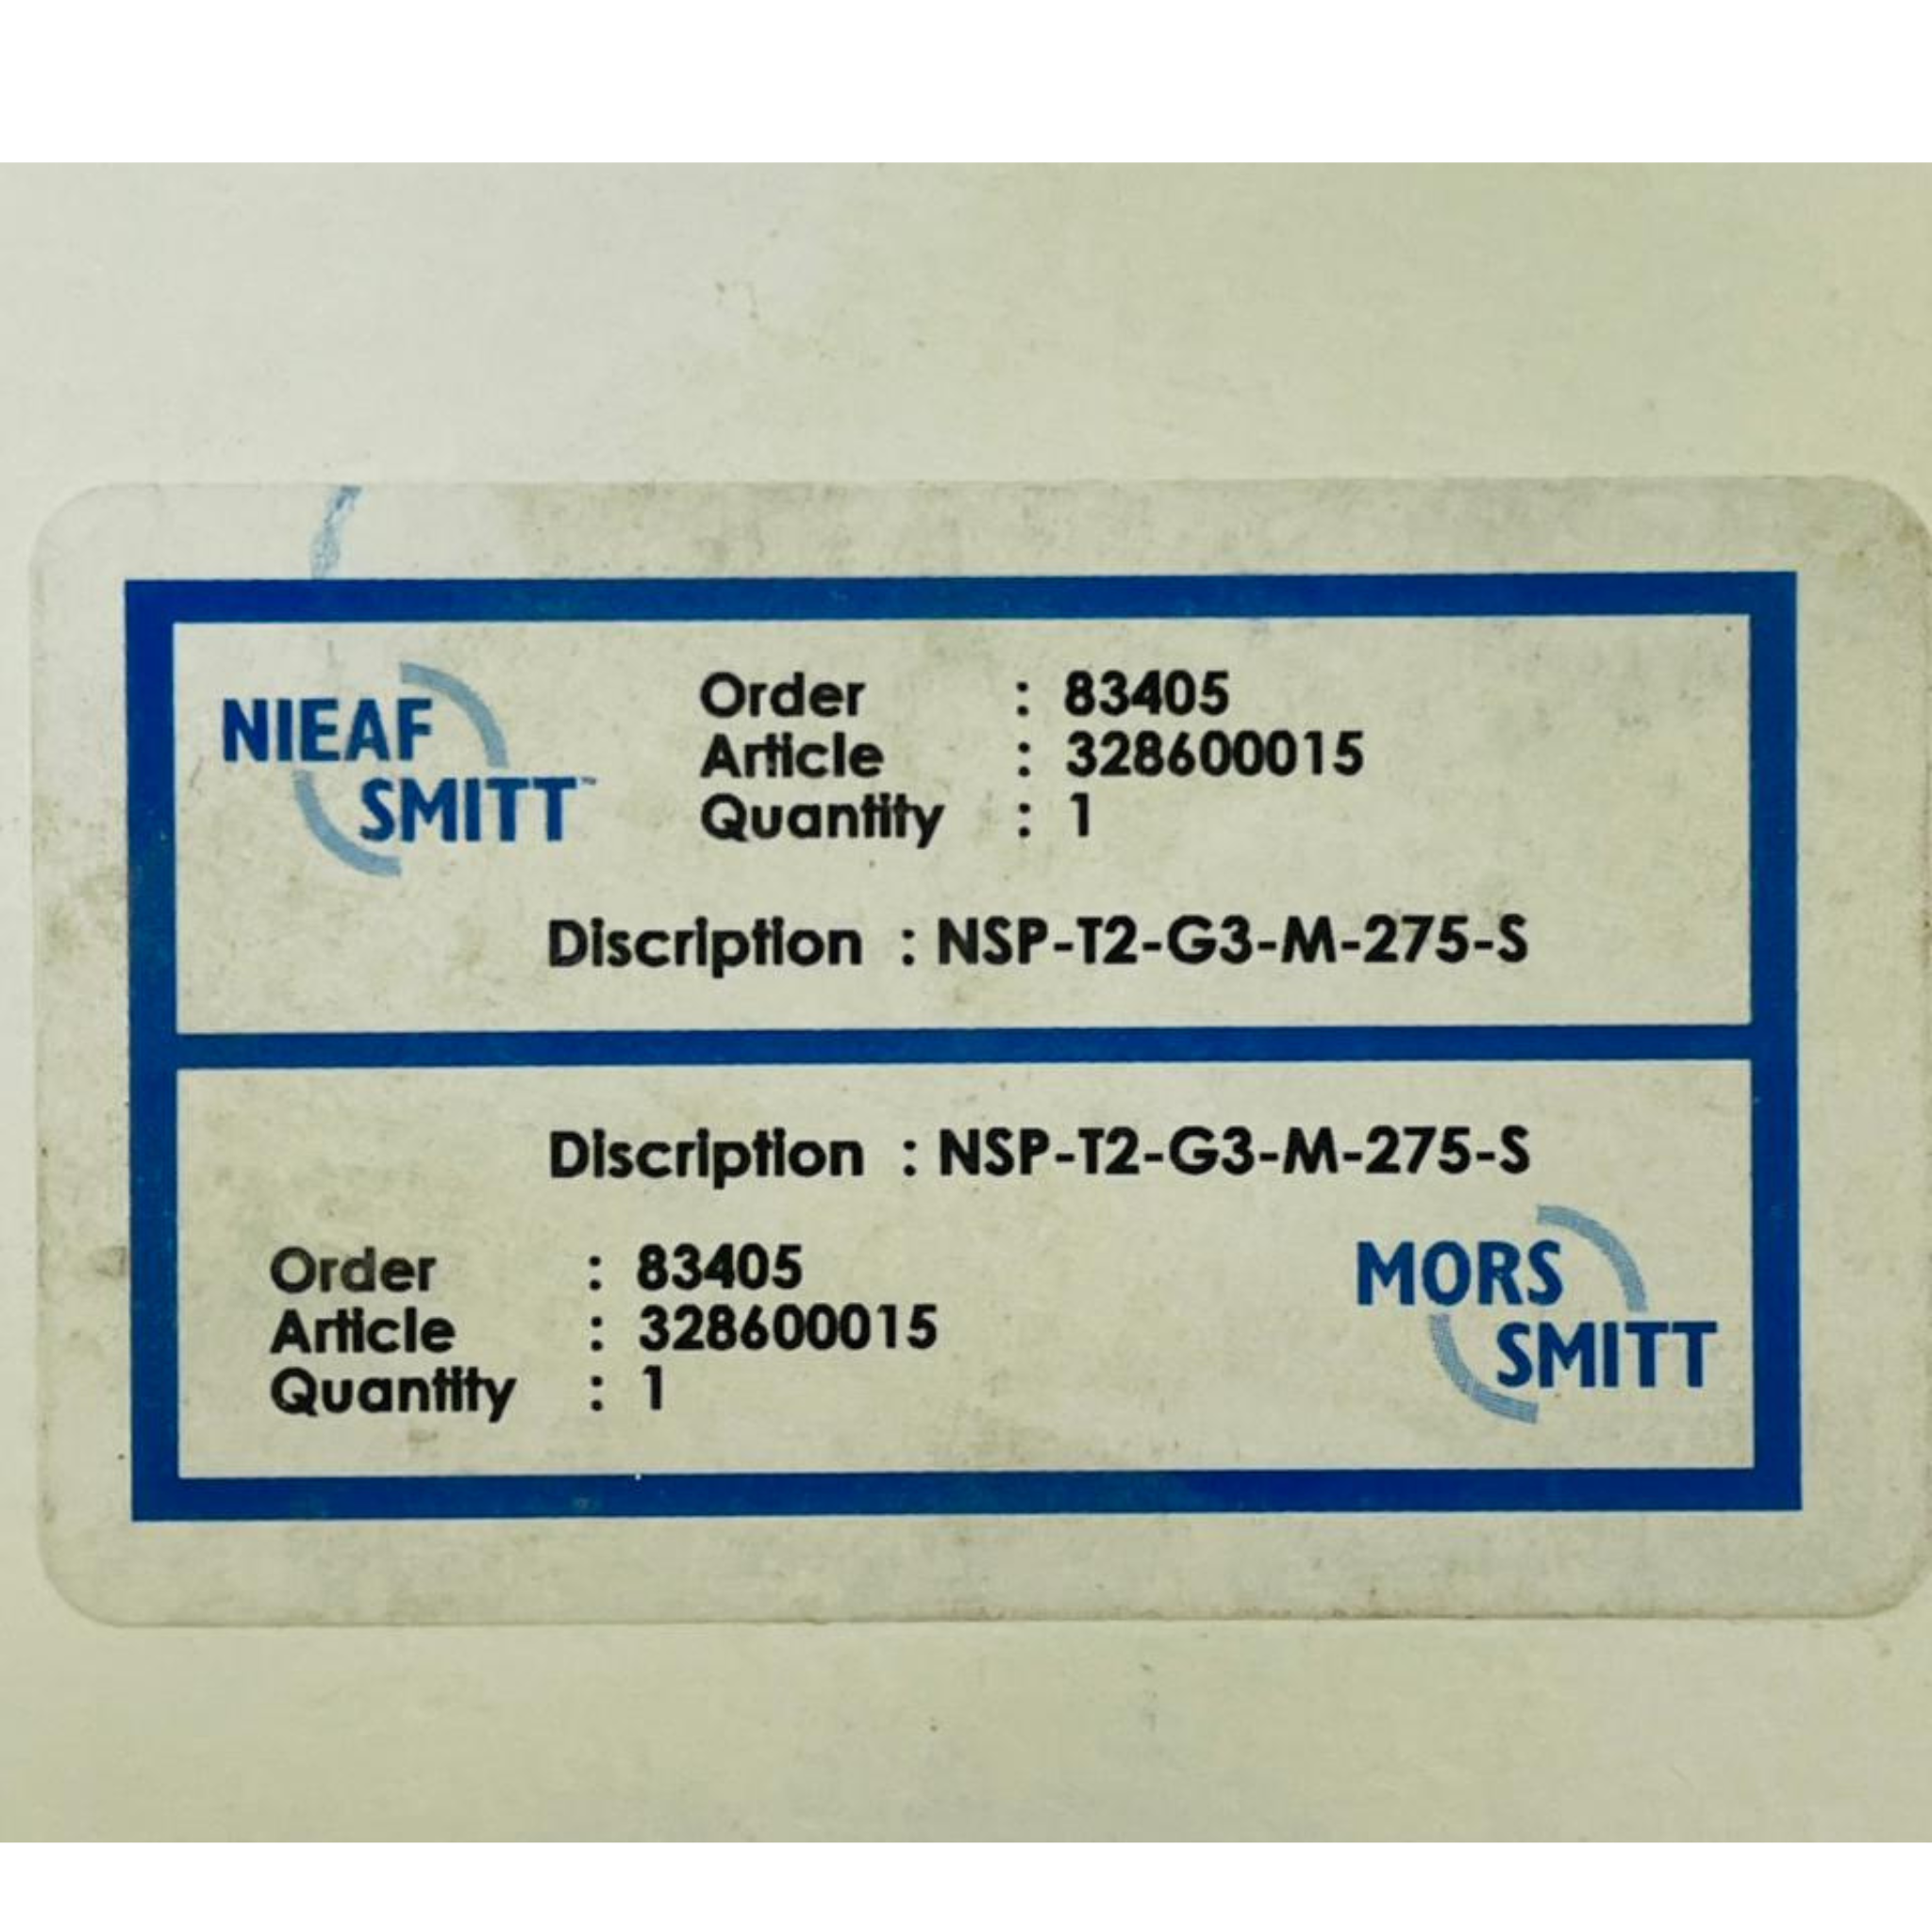 NIEAF
SMITT™
Order : 83405
Article : 328600015
Quantity : 1
Discription : NSP-T2-G3-M-275-S
Discription : NSP-T2-G3-M-275-S
Order : 83405
Article : 328600015
Quantity : 1
MORS
SMITT